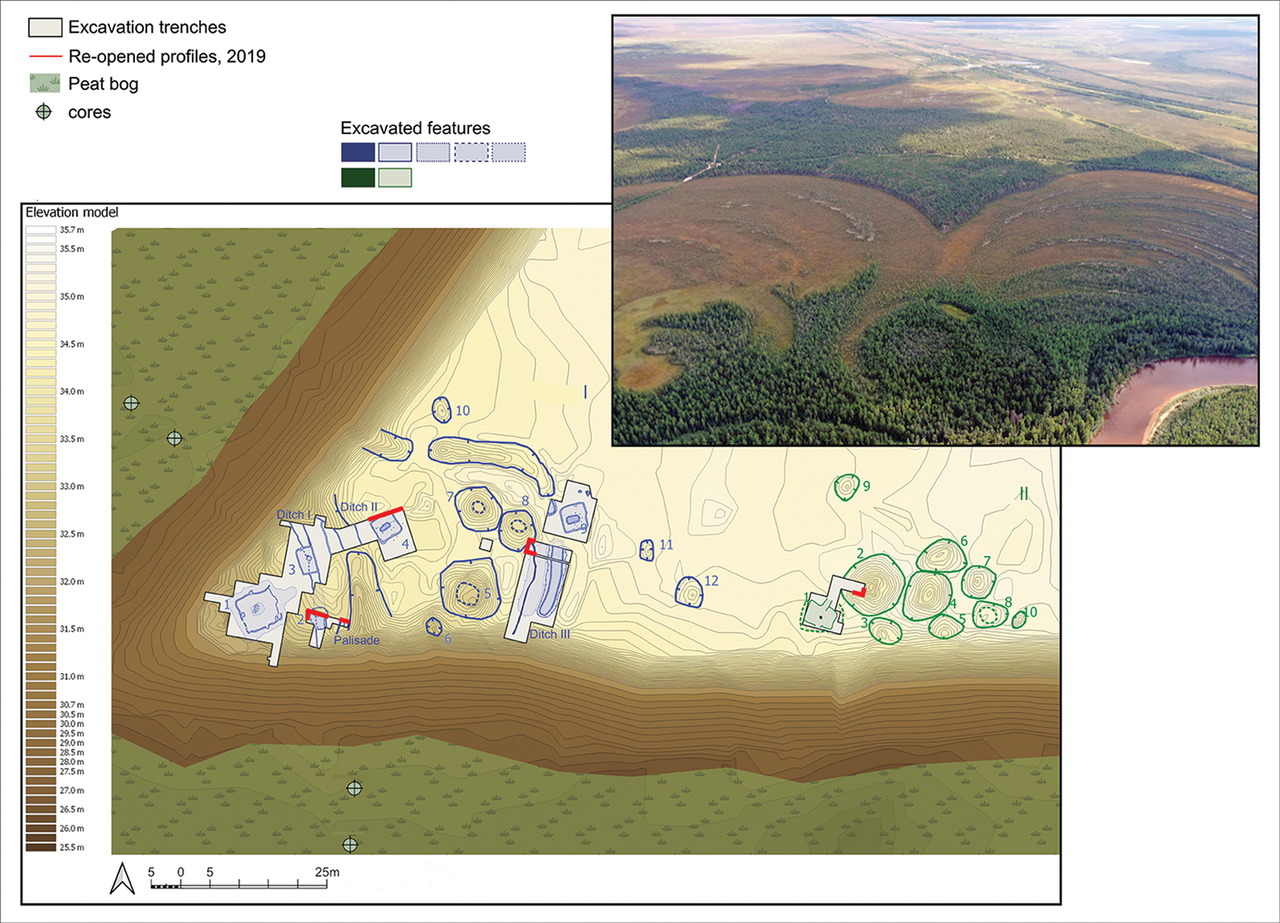 Excavation trenches
Re-opened profiles, 2019
Peat bog
cores
Excavated features
Elevation model
35.7 m
35.5 m
35.0 m
34.5 m
34.0 m
33.5 m
33.0 m
32.5 m
32.0 m
31.5 m
31.0 m
30.7 m
30.5 m
30.0 m
29.5 m
29.0 m
28.5 m
28.0 m
27.5 m
27.0 m
26.5 m
26.0 m
25.5 m
I
10
7
8
9
Ditch I
Ditch II
4
3
1
2
Palisade
5
6
Ditch III
11
12
II
9
2
6
7
1
4
8
10
3
5
5 0 5 25m